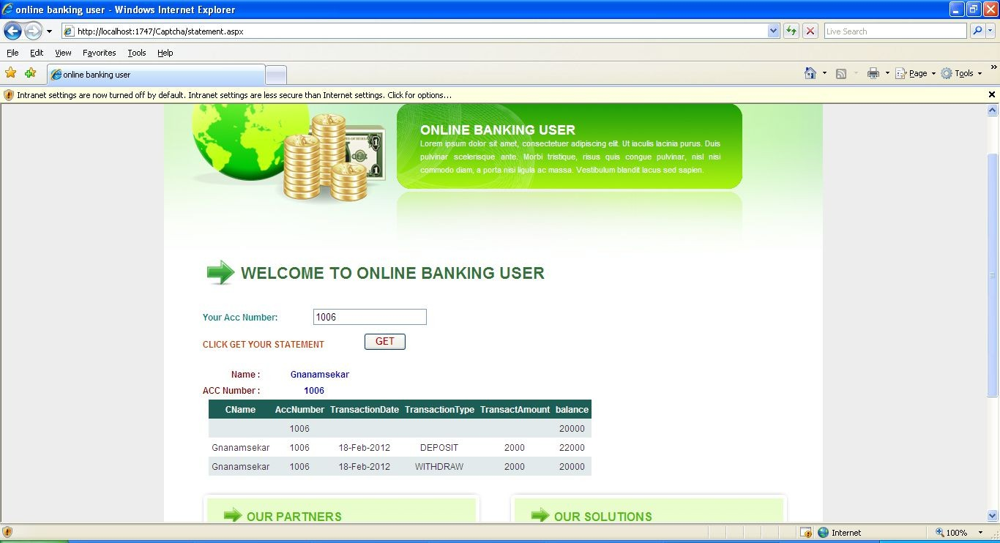 online banking user - Windows Internet Explorer
http://localhost:1747/Captcha/statement.aspx
Live Search
File Edit View Favorites Tools Help
online banking user
Page Tools
Intranet settings are now turned off by default. Intranet settings are less secure than Internet settings. Click for options...
ONLINE BANKING USER
Lorem ipsum dolor sit amet, consectetuer adipiscing elit. Ut iaculis lacinia purus. Duis
pulvinar scelerisque ante. Morbi tristique, risus quis congue pulvinar, nisl nisi
commodo diam, a porta nisi ligula ac massa. Vestibulum blandit lacus sed sapien.
WELCOME TO ONLINE BANKING USER
Your Acc Number: 1006
CLICK GET YOUR STATEMENT GET
Name : Gnanamsekar
ACC Number : 1006
CName AccNumber TransactionDate TransactionType TransactAmount balance
1006 20000
Gnanamsekar 1006 18-Feb-2012 DEPOSIT 2000 22000
Gnanamsekar 1006 18-Feb-2012 WITHDRAW 2000 20000
OUR PARTNERS OUR SOLUTIONS
Internet 100%